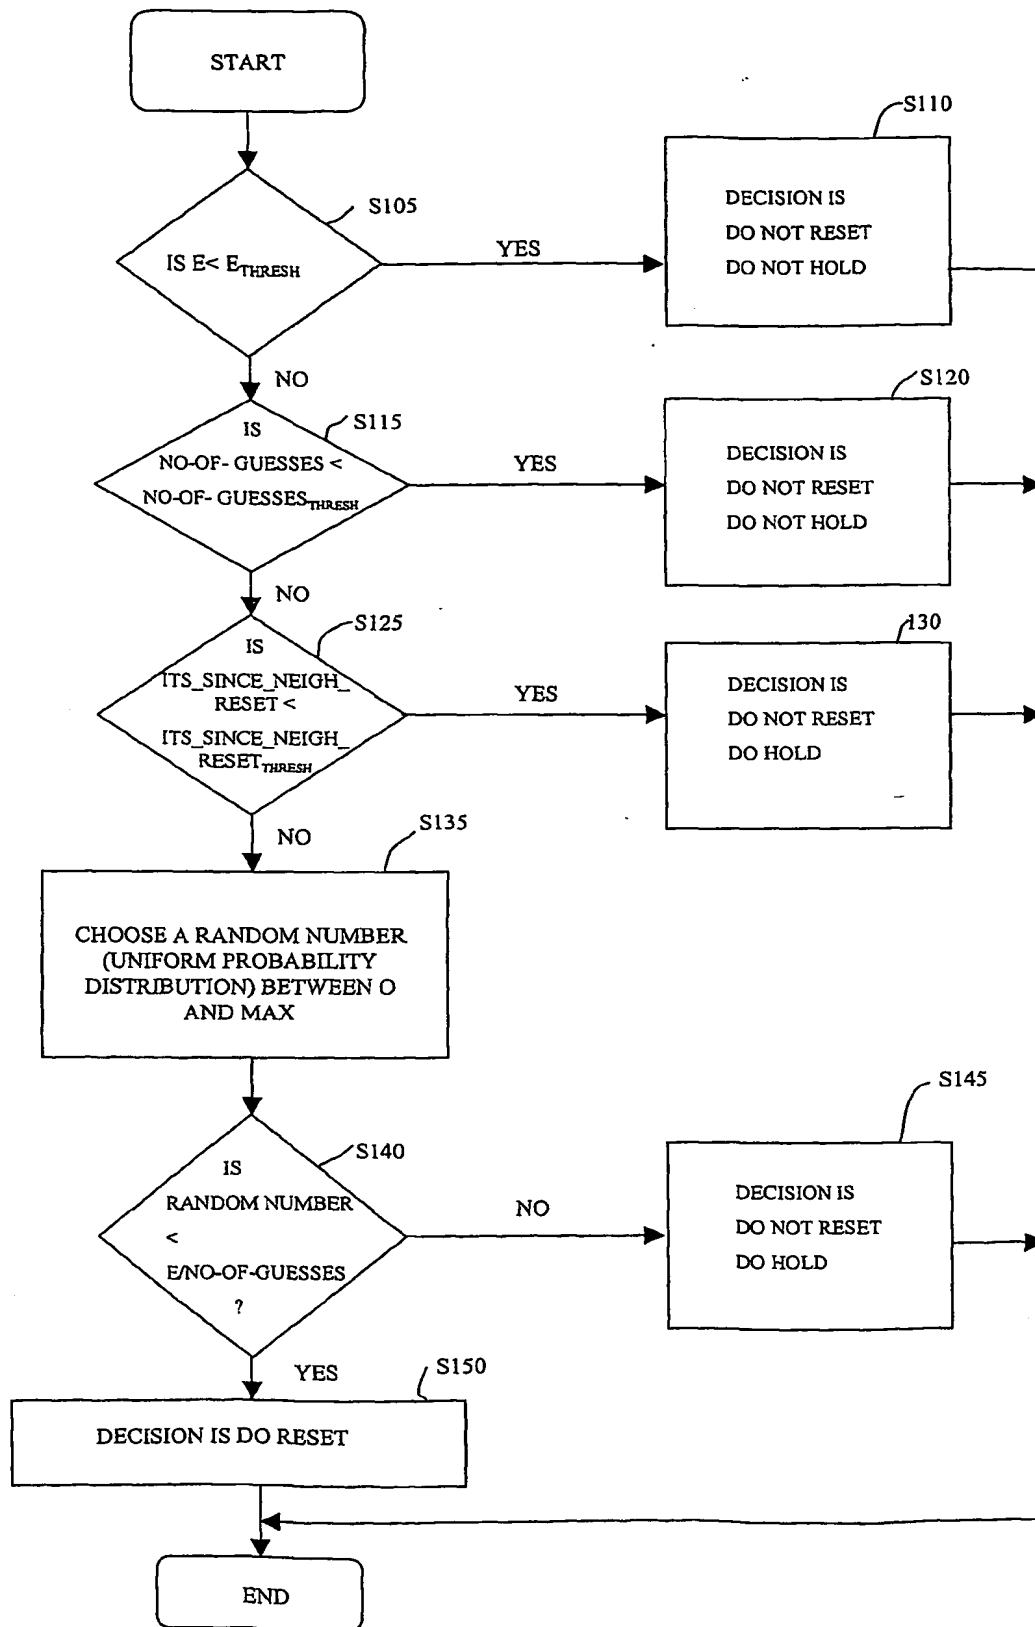 START
S110
DECISION IS
DO NOT RESET
DO NOT HOLD
S105
IS E< E_THRESH
YES
NO
S120
DECISION IS
DO NOT RESET
DO NOT HOLD
S115
IS
NO-OF- GUESSES <
NO-OF- GUESSES_THRESH
YES
NO
130
DECISION IS
DO NOT RESET
DO HOLD
S125
IS
ITS_SINCE_NEIGH_
RESET <
ITS_SINCE_NEIGH_
RESET_THRESH
YES
NO
S135
CHOOSE A RANDOM NUMBER
(UNIFORM PROBABILITY
DISTRIBUTION) BETWEEN O
AND MAX
S145
DECISION IS
DO NOT RESET
DO HOLD
S140
IS
RANDOM NUMBER
<
E/NO-OF-GUESSES
?
NO
YES
S150
DECISION IS DO RESET
END